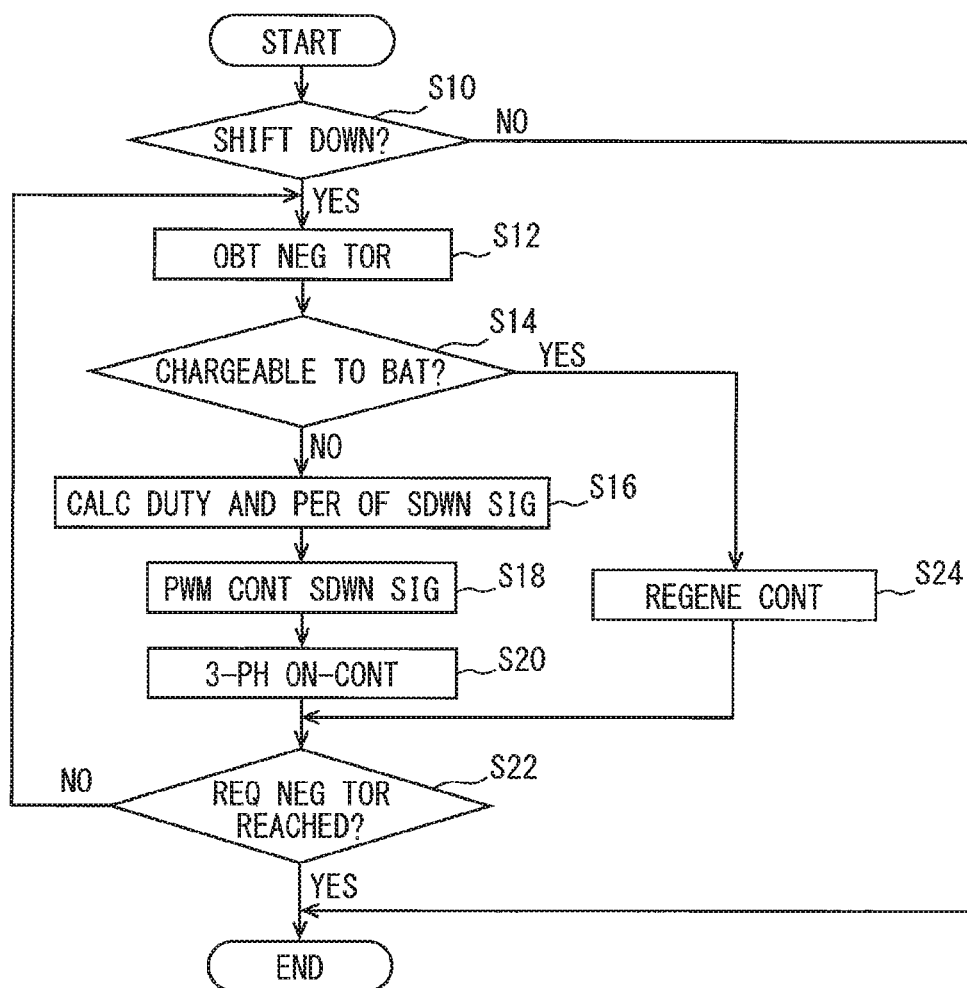 START
S10
SHIFT DOWN?
NO
YES
S12
OBT NEG TOR
S14
CHARGEABLE TO BAT?
YES
NO
S16
CALC DUTY AND PER OF SDWN SIG
S18
PWM CONT SDWN SIG
S24
REGENE CONT
S20
3-PH ON-CONT
S22
NO
REQ NEG TOR
REACHED?
YES
END